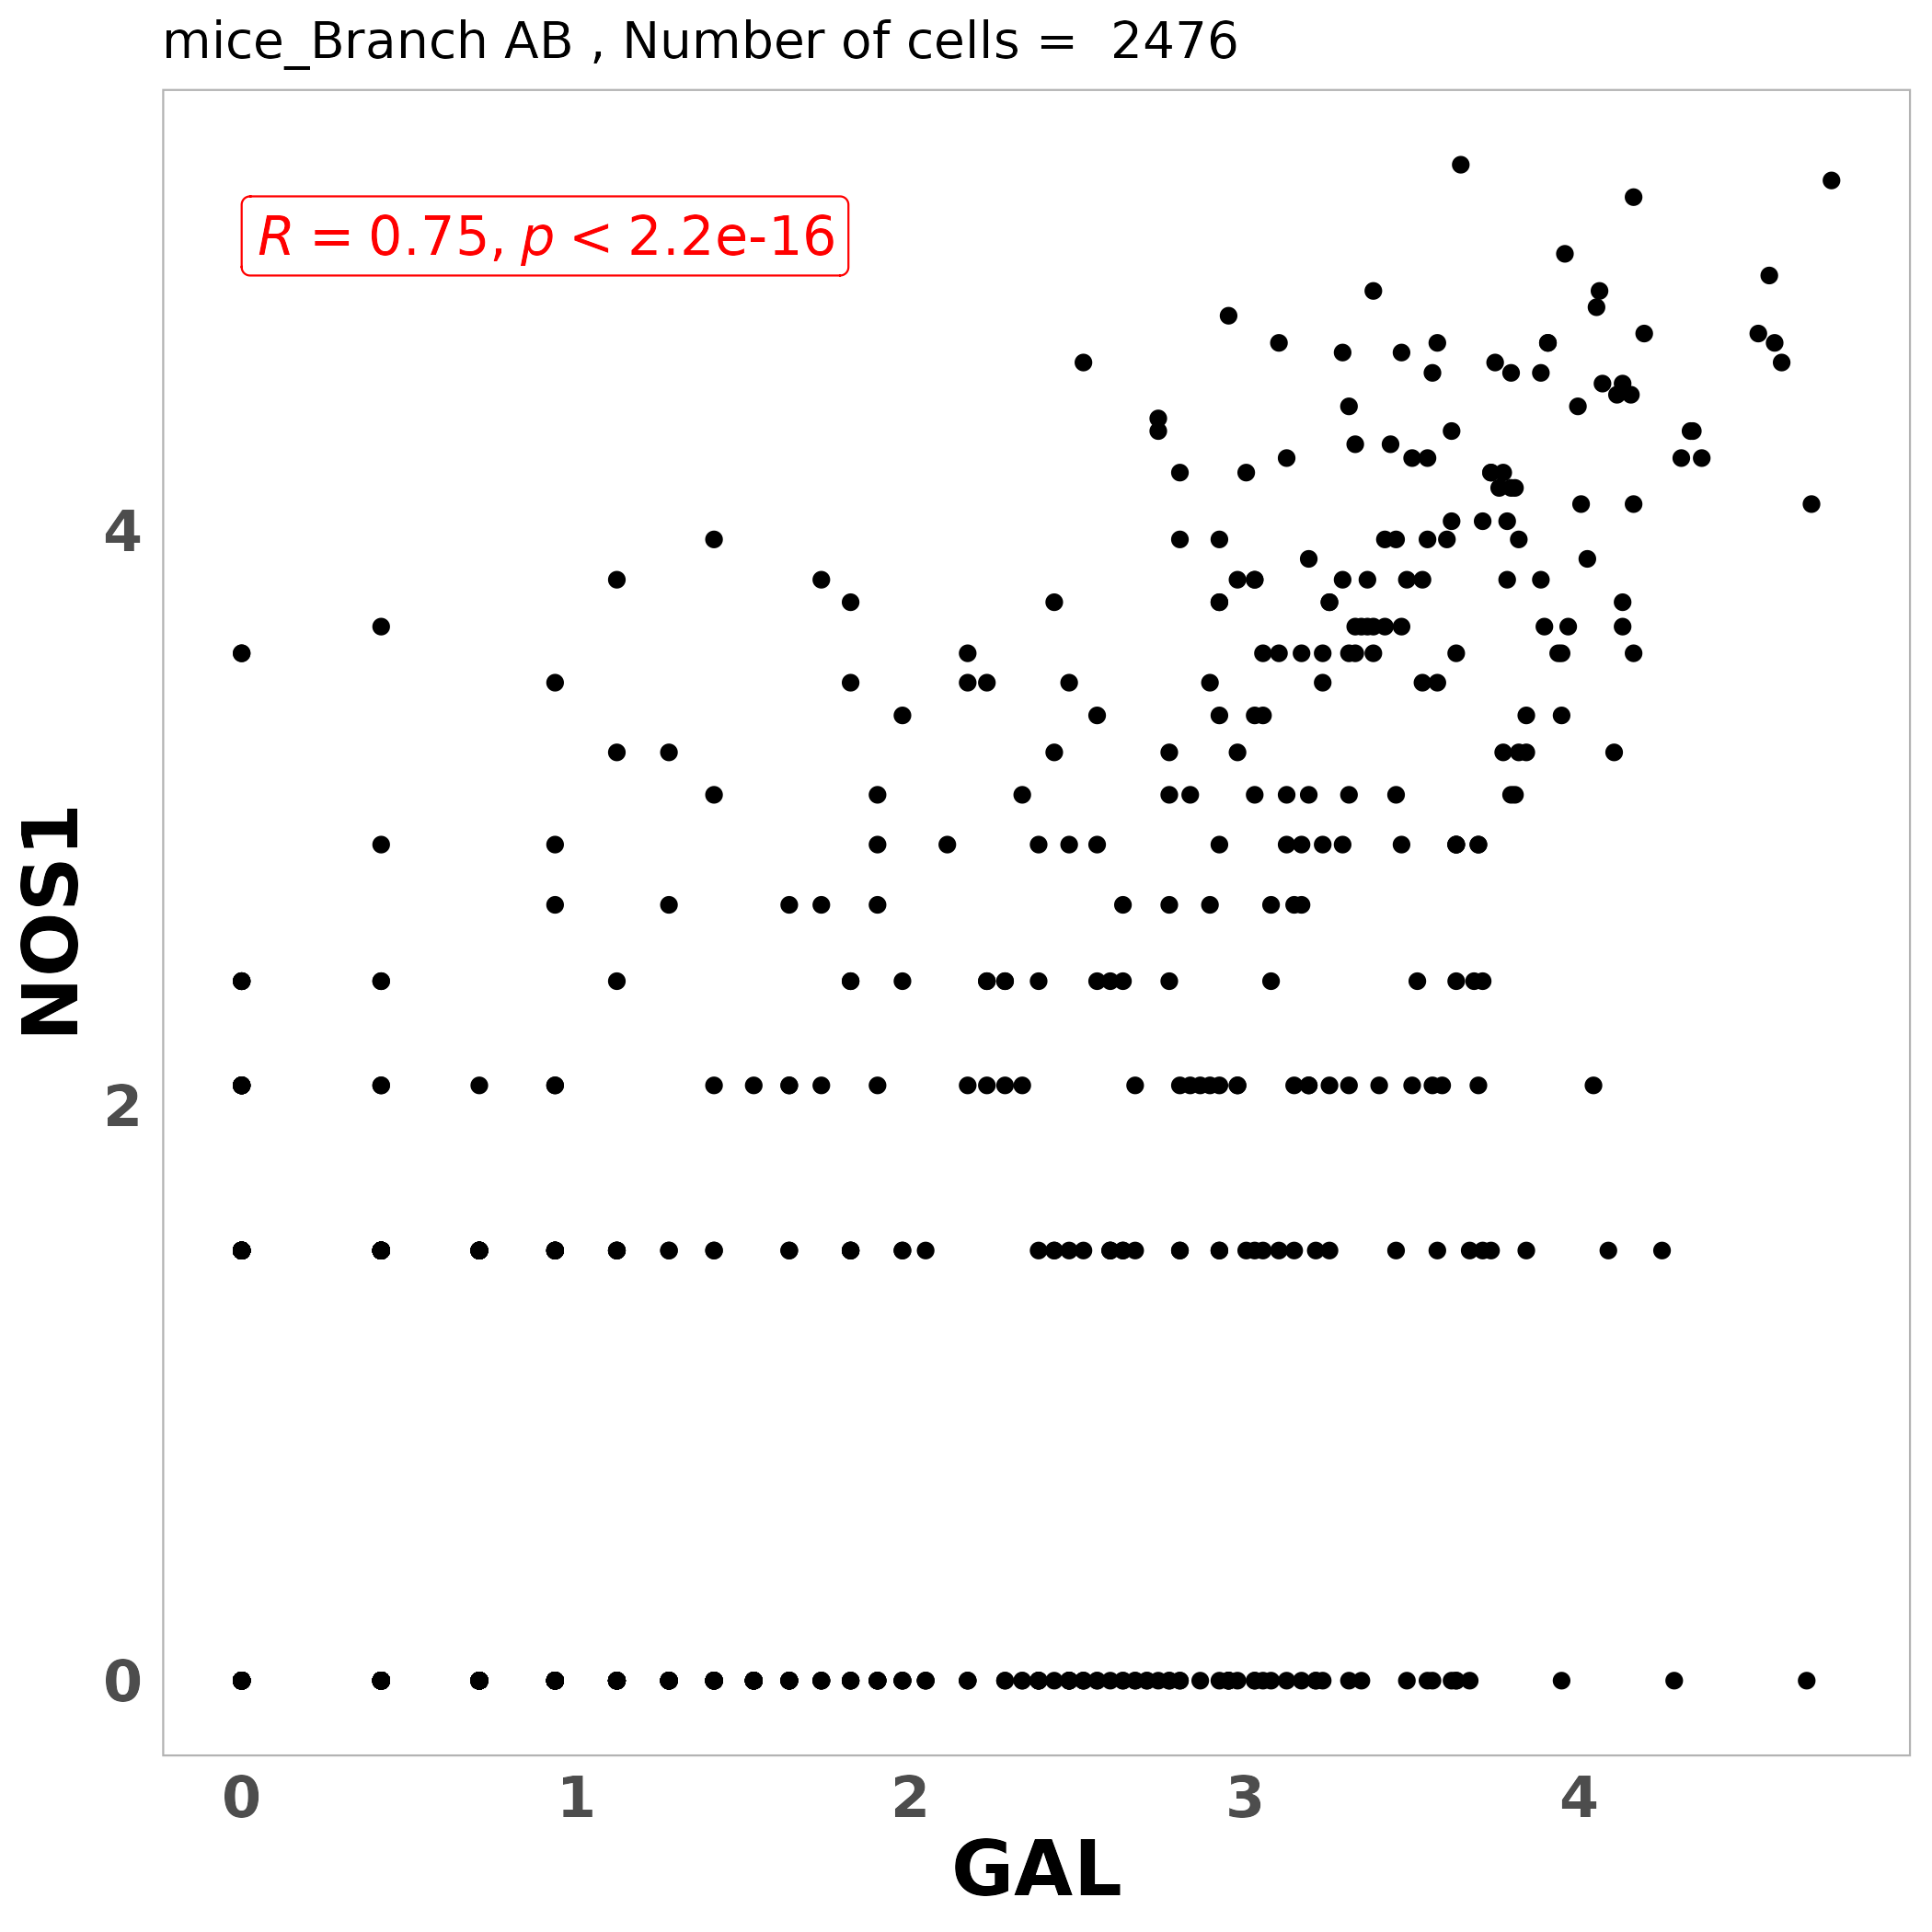 mice_Branch AB , Number of cells =  2476
R = 0.75, p < 2.2e-16
NOS1
4
2
0
0 1 2 3 4
GAL